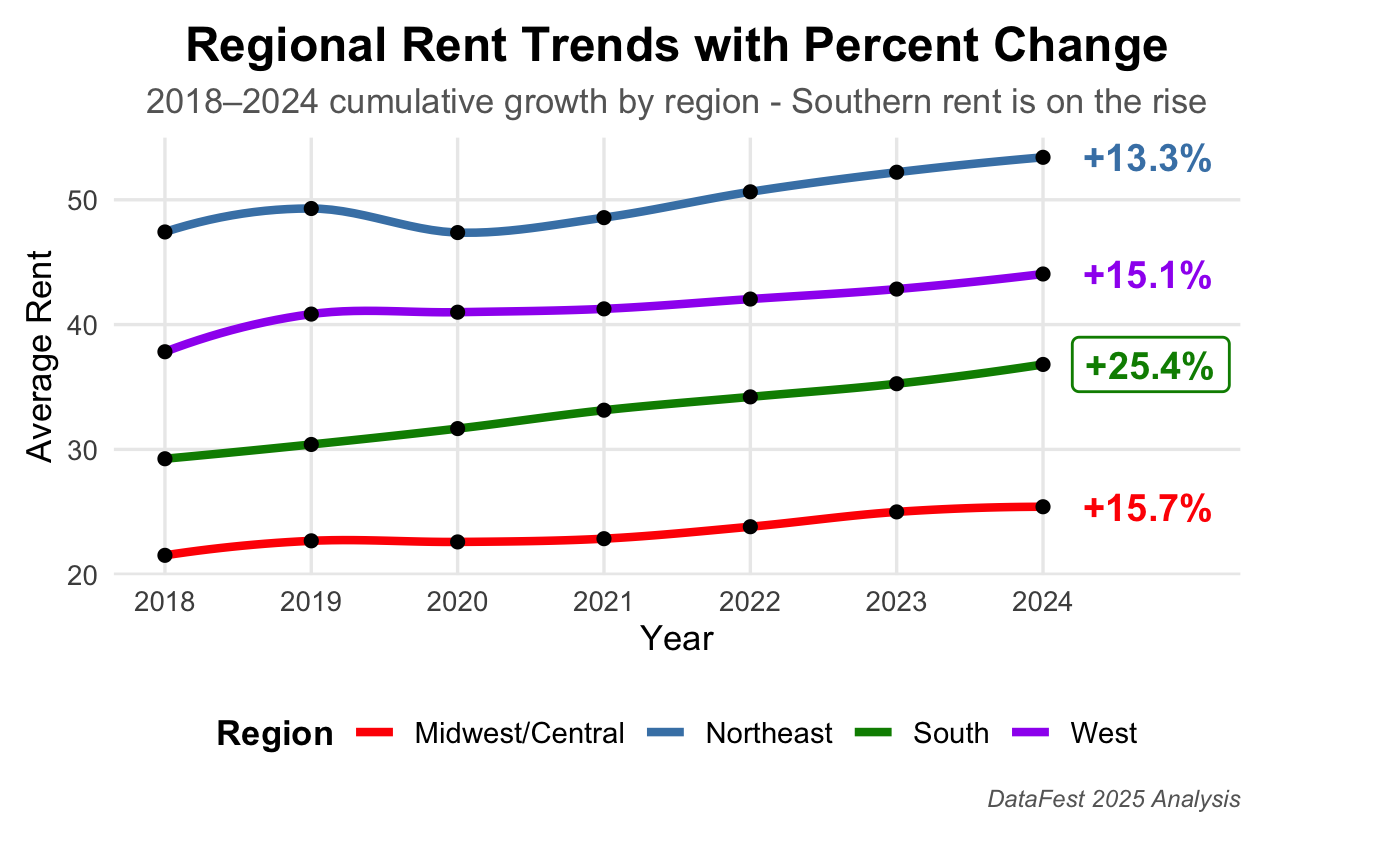 Regional Rent Trends with Percent Change
2018–2024 cumulative growth by region - Southern rent is on the rise
Average Rent
50
40
30
20
+13.3%
+15.1%
+25.4%
+15.7%
2018 2019 2020 2021 2022 2023 2024
Year
Region Midwest/Central Northeast South West
DataFest 2025 Analysis